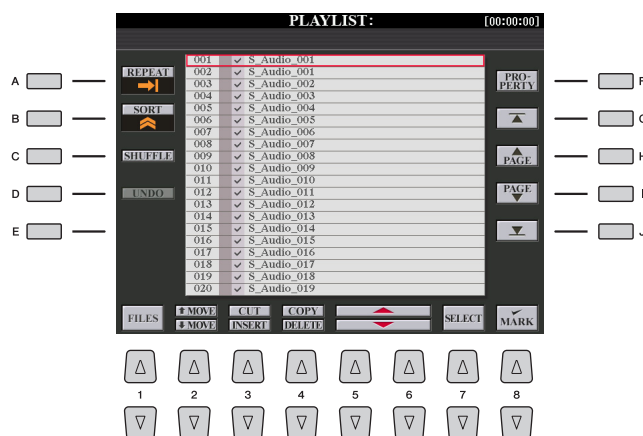 PLAYLIST: [00:00:00]
001 ✓ S_Audio_001
002 ✓ S_Audio_001
003 ✓ S_Audio_002
004 ✓ S_Audio_003
005 ✓ S_Audio_004
006 ✓ S_Audio_005
007 ✓ S_Audio_006
008 ✓ S_Audio_007
009 ✓ S_Audio_008
010 ✓ S_Audio_009
011 ✓ S_Audio_010
012 ✓ S_Audio_011
013 ✓ S_Audio_012
014 ✓ S_Audio_013
015 ✓ S_Audio_014
016 ✓ S_Audio_015
017 ✓ S_Audio_016
018 ✓ S_Audio_017
019 ✓ S_Audio_018
020 ✓ S_Audio_019
A
REPEAT
B
SORT
C
SHUFFLE
D
UNDO
E
PRO-
PERTY
F
G
PAGE
H
PAGE
I
J
FILES
MOVE
MOVE
CUT
INSERT
COPY
DELETE
SELECT
MARK
1 2 3 4 5 6 7 8